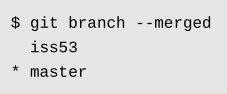 $ git branch --merged
  iss53
* master